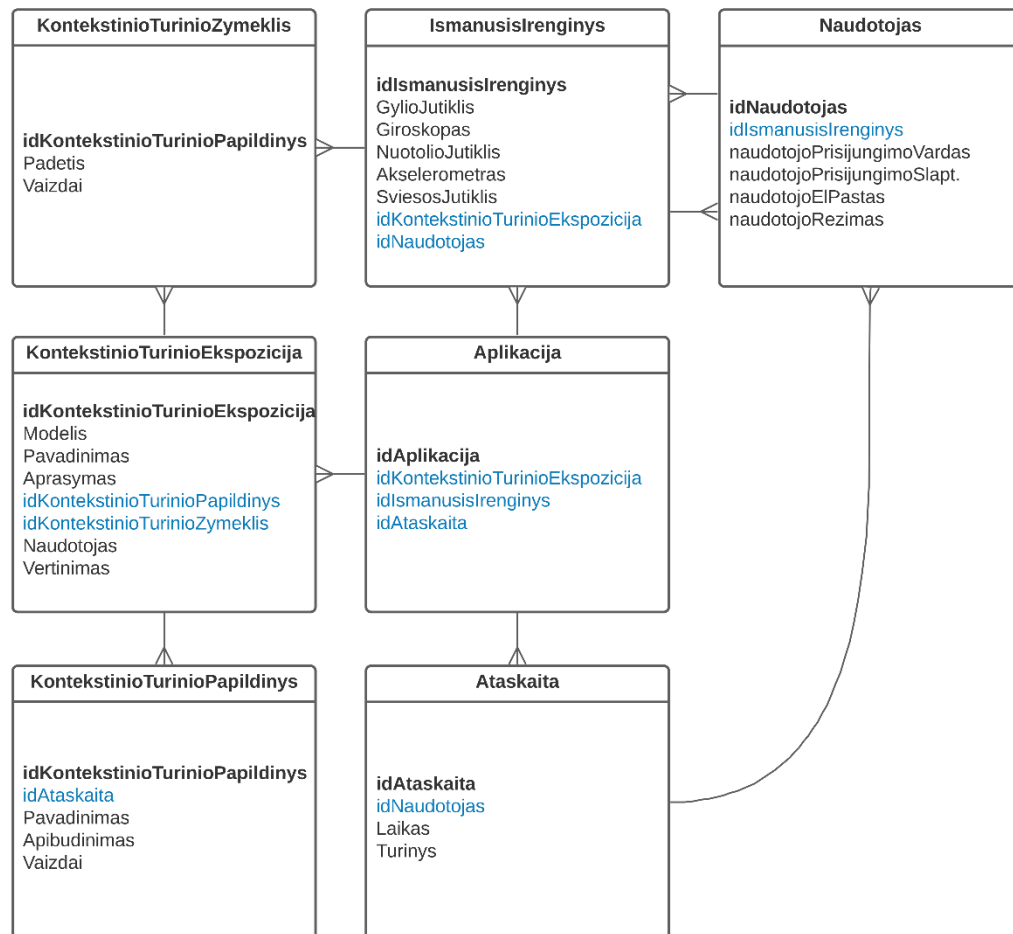 KontekstinioTurinioZymeklis
idKontekstinioTurinioPapildinys
Padetis
Vaizdai
IsmanusisIrenginys
idIsmanusisIrenginys
GylioJutiklis
Giroskopas
NuotolioJutiklis
Akselerometras
SviesosJutiklis
idKontekstinioTurinioEkspozicija
idNaudotojas
Naudotojas
idNaudotojas
idIsmanusisIrenginys
naudotojoPrisijungimoVardas
naudotojoPrisijungimoSlapt.
naudotojoElPastas
naudotojoRezimas
KontekstinioTurinioEkspozicija
idKontekstinioTurinioEkspozicija
Modelis
Pavadinimas
Aprasymas
idKontekstinioTurinioPapildinys
idKontekstinioTurinioZymeklis
Naudotojas
Vertinimas
Aplikacija
idAplikacija
idKontekstinioTurinioEkspozicija
idIsmanusisIrenginys
idAtaskaita
KontekstinioTurinioPapildinys
idKontekstinioTurinioPapildinys
idAtaskaita
Pavadinimas
Apibudinimas
Vaizdai
Ataskaita
idAtaskaita
idNaudotojas
Laikas
Turinys